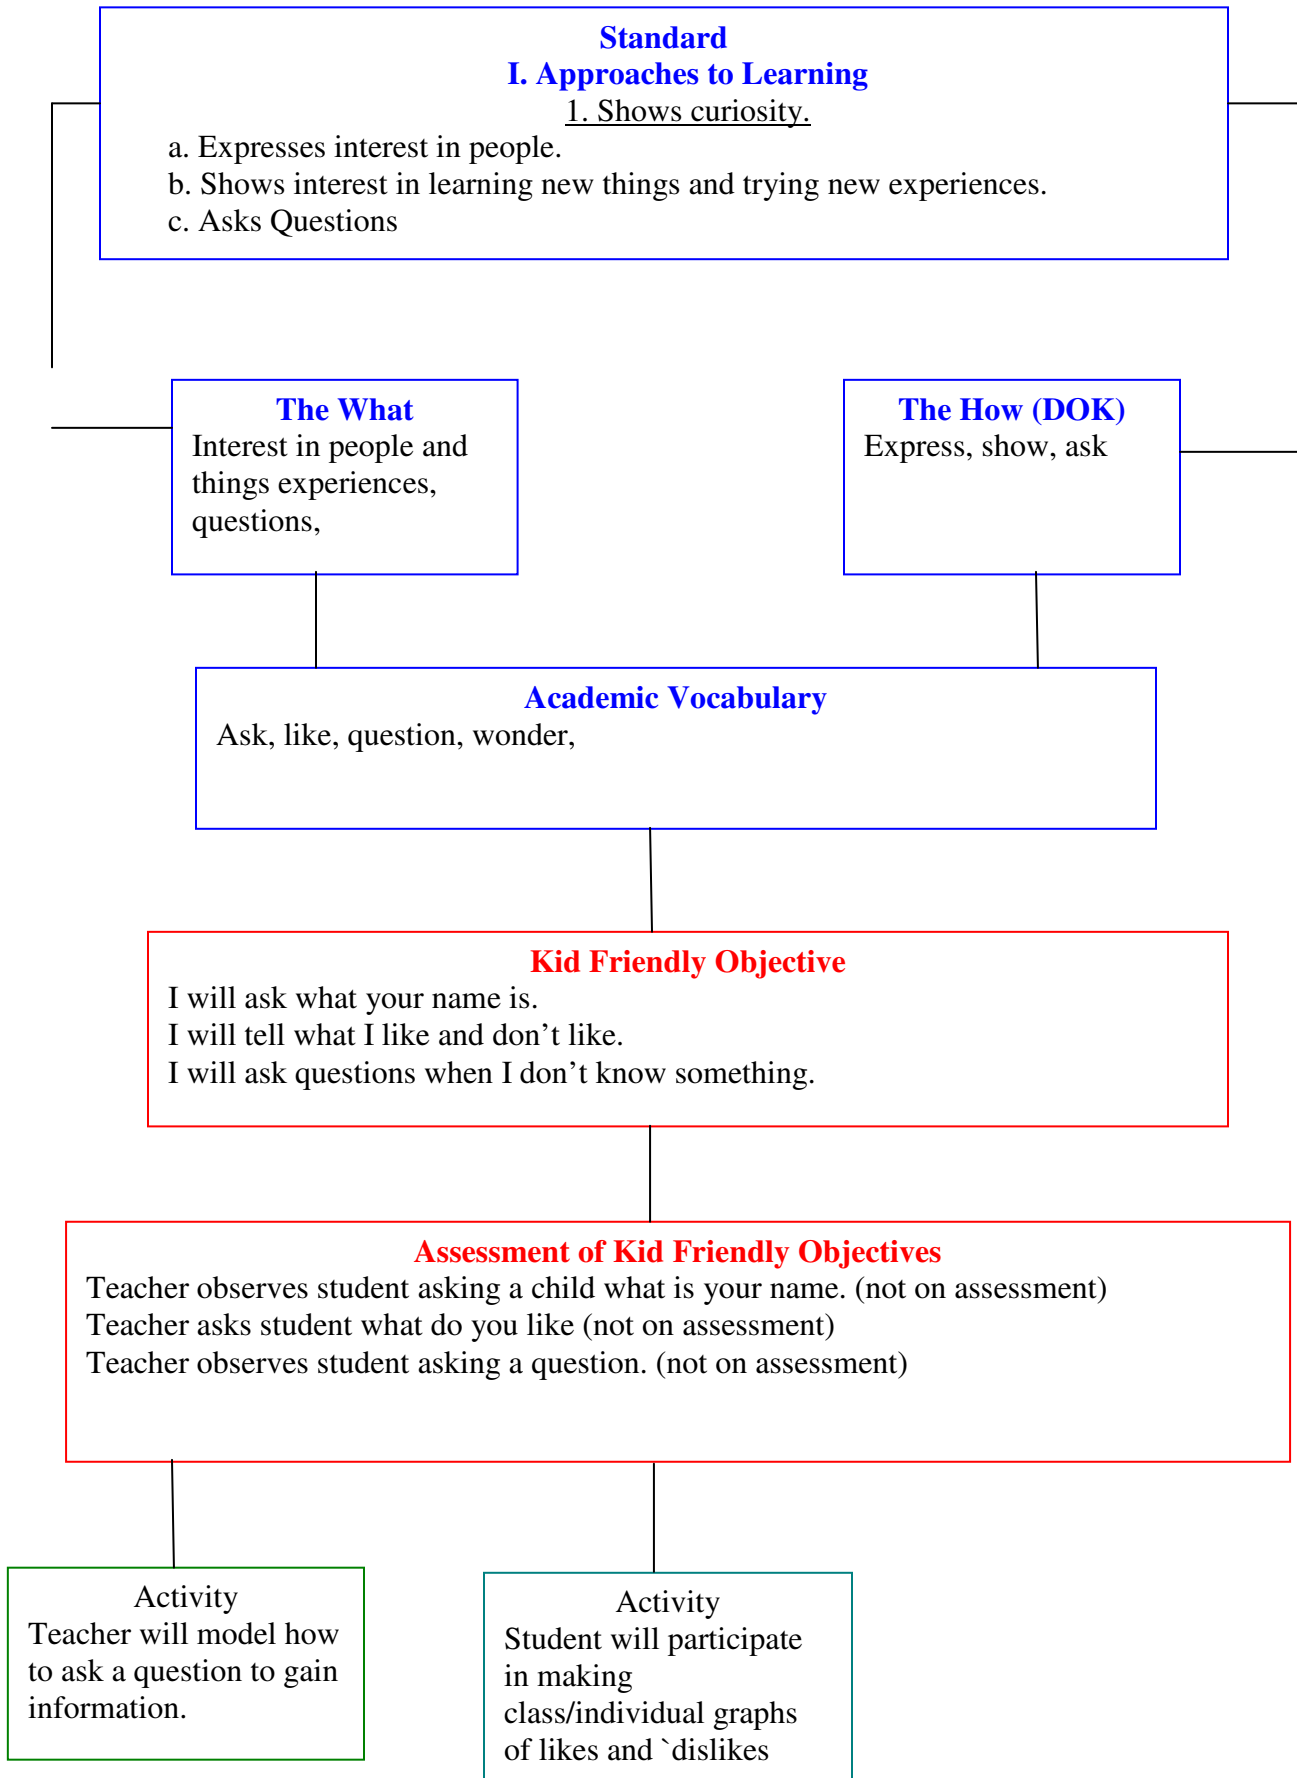 Standard
I. Approaches to Learning
1. Shows curiosity.
a. Expresses interest in people.
b. Shows interest in learning new things and trying new experiences.
c. Asks Questions
The What
Interest in people and
things experiences,
questions,
The How (DOK)
Express, show, ask
Academic Vocabulary
Ask, like, question, wonder,
Kid Friendly Objective
I will ask what your name is.
I will tell what I like and don’t like.
I will ask questions when I don’t know something.
Assessment of Kid Friendly Objectives
Teacher observes student asking a child what is your name. (not on assessment)
Teacher asks student what do you like (not on assessment)
Teacher observes student asking a question. (not on assessment)
Activity
Teacher will model how
to ask a question to gain
information.
Activity
Student will participate
in making
class/individual graphs
of likes and `dislikes